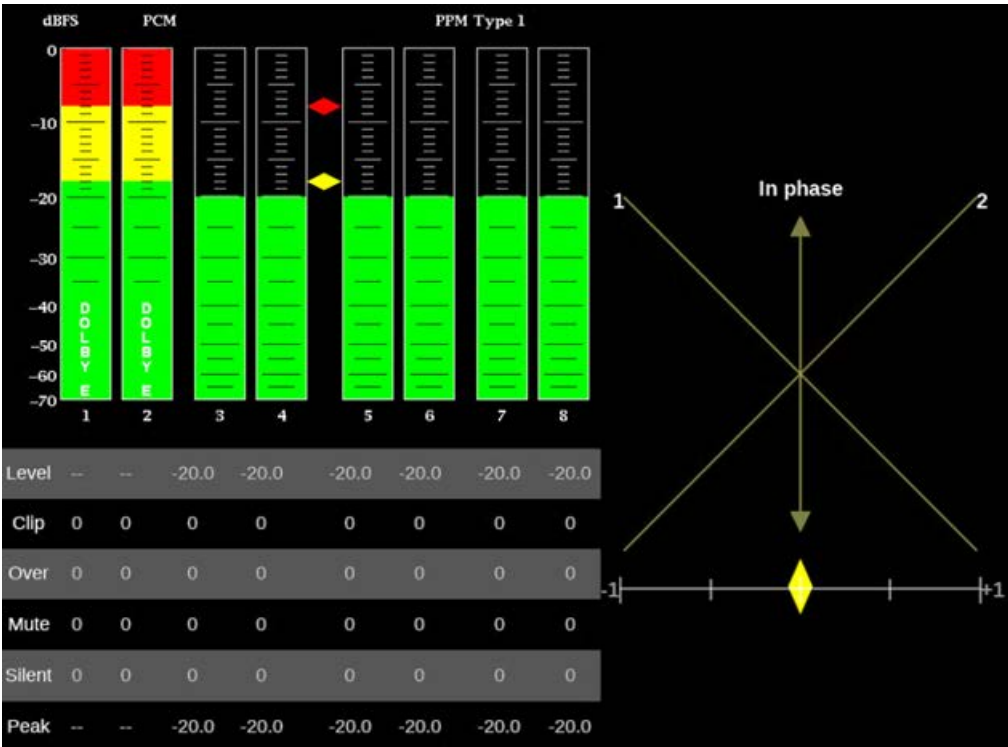 dBFS PCM PPM Type 1
0
–10
–20
–30
–40
–50
–60
–70
DOLBY E
DOLBY E
1 2 3 4 5 6 7 8
Level -- -- -20.0 -20.0 -20.0 -20.0 -20.0 -20.0
Clip 0 0 0 0 0 0 0 0
Over 0 0 0 0 0 0 0 0
Mute 0 0 0 0 0 0 0 0
Silent 0 0 0 0 0 0 0 0
Peak -- -- -20.0 -20.0 -20.0 -20.0 -20.0 -20.0
In phase
1 2
-1 +1